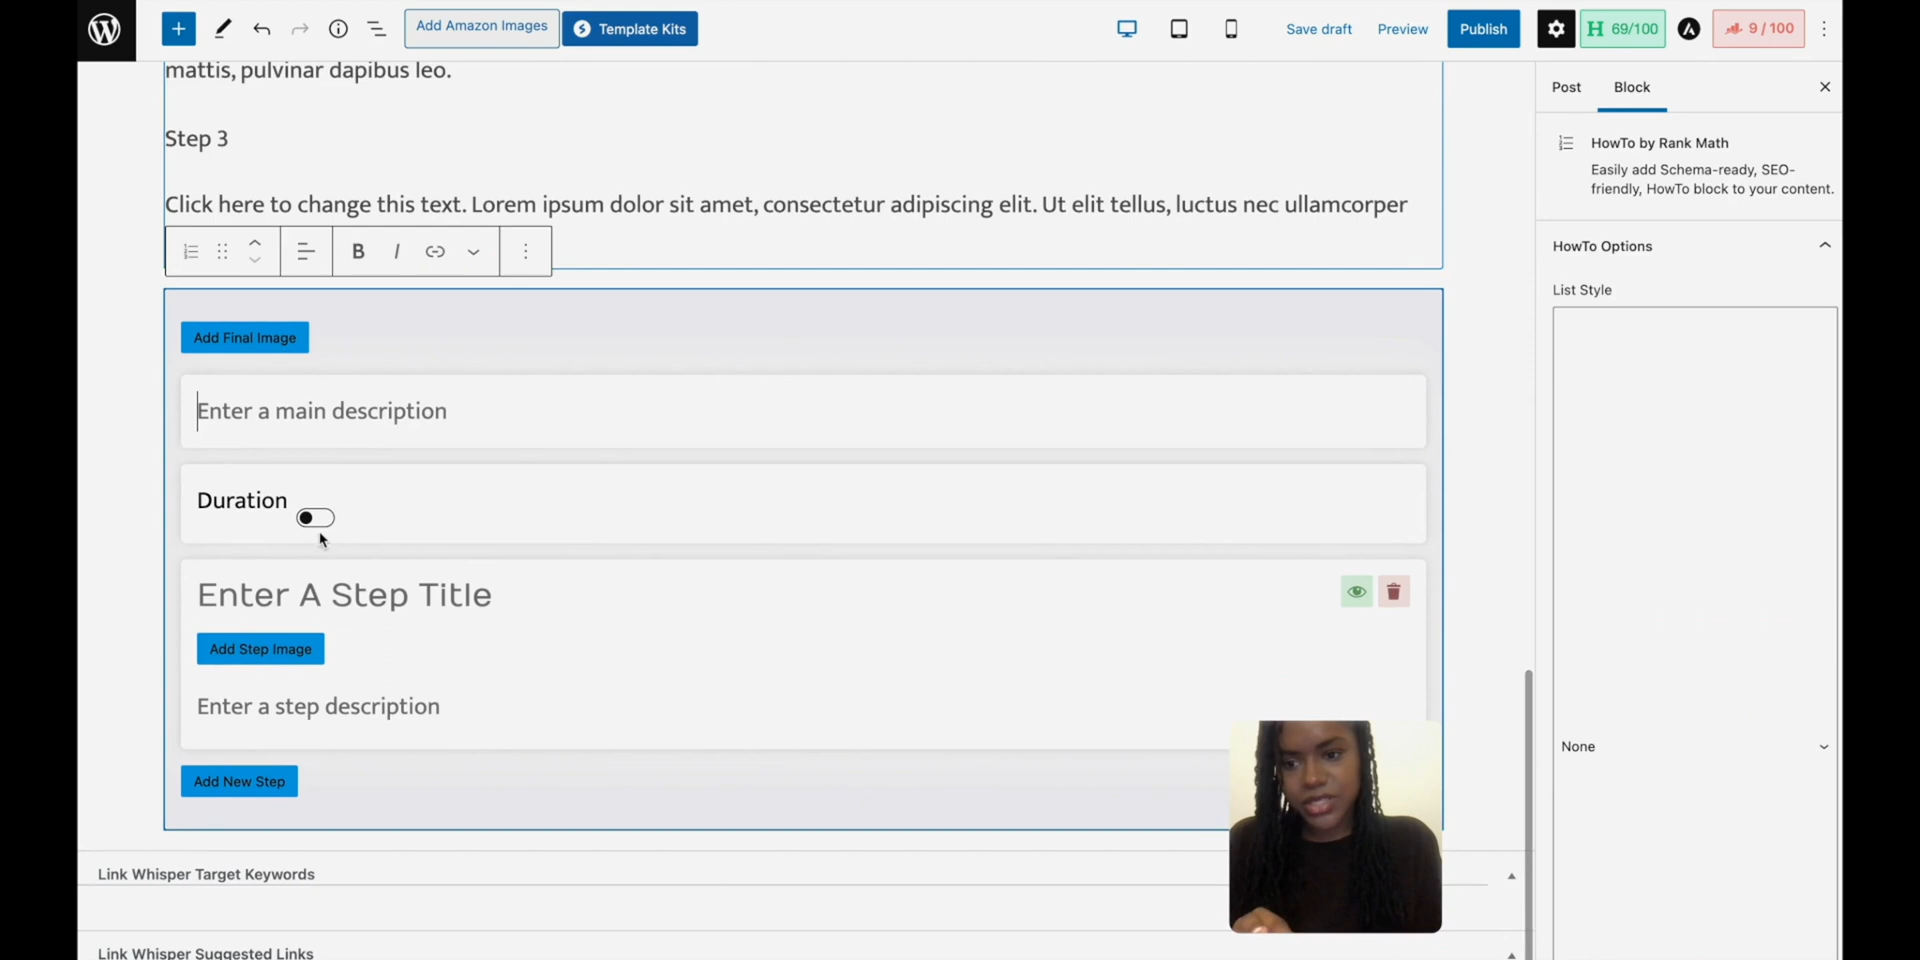 Add Amazon Images
Template Kits
Save draft
Preview
Publish
69/100
9 / 100
mattis, pulvinar dapibus leo.
Step 3
Click here to change this text. Lorem ipsum dolor sit amet, consectetur adipiscing elit. Ut elit tellus, luctus nec ullamcorper
B I
Add Final Image
Enter a main description
Duration
Enter A Step Title
Add Step Image
Enter a step description
Add New Step
Link Whisper Target Keywords
Link Whisper Suggested Links
Post
Block
HowTo by Rank Math
Easily add Schema-ready, SEO-
friendly, HowTo block to your content.
HowTo Options
List Style
None